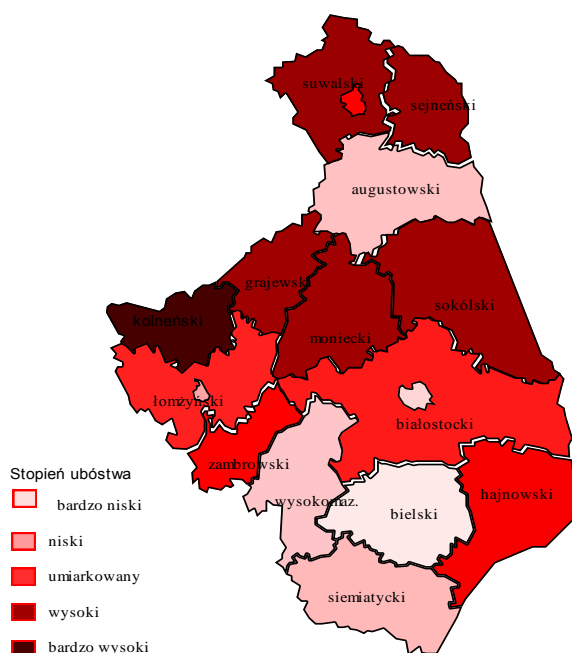 suwalski
sejneński
augustowski
grajewski
sokólski
kolneński
moniecki
łomżyński
białostocki
zambrowski
hajnowski
wysokomaz.
bielski
siemiatycki
Stopień ubóstwa
bardzo niski
niski
umiarkowany
wysoki
bardzo wysoki